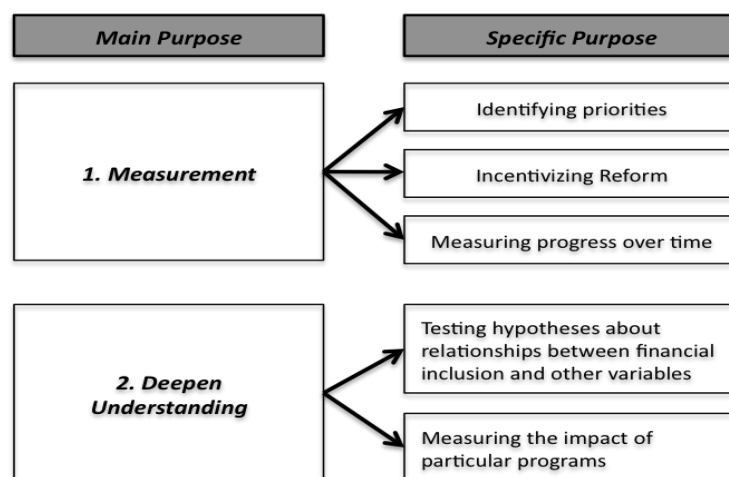 Main Purpose
Specific Purpose
1. Measurement
Identifying priorities
Incentivizing Reform
Measuring progress over time
2. Deepen
Understanding
Testing hypotheses about
relationships between financial
inclusion and other variables
Measuring the impact of
particular programs